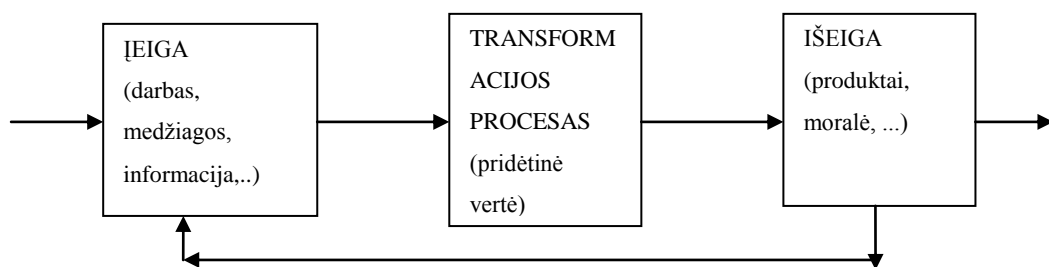 ĮEIGA
(darbas,
medžiagos,
informacija,..)
TRANSFORM
ACIJOS
PROCESAS
(pridėtinė
vertė)
IŠEIGA
(produktai,
moralė, ...)